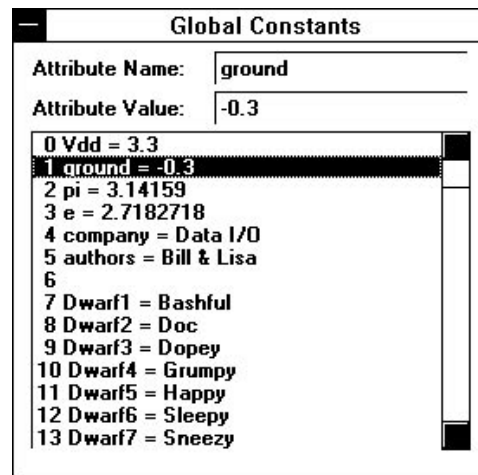 Global Constants
Attribute Name: ground
Attribute Value: -0.3
0 Vdd = 3.3
1 ground = -0.3
2 pi = 3.14159
3 e = 2.7182718
4 company = Data I/O
5 authors = Bill & Lisa
6
7 Dwarf1 = Bashful
8 Dwarf2 = Doc
9 Dwarf3 = Dopey
10 Dwarf4 = Grumpy
11 Dwarf5 = Happy
12 Dwarf6 = Sleepy
13 Dwarf7 = Sneezy